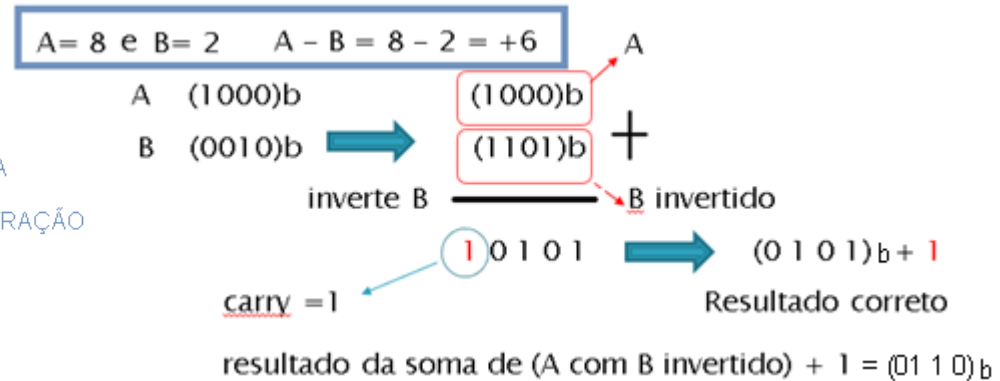 A= 8 e B= 2 A – B = 8 – 2 = +6
A
A (1000)b (1000)b
B (0010)b (1101)b +
A
inverte B B invertido
RAÇÃO
1 0 1 0 1 (0 1 0 1) b + 1
carry =1 Resultado correto
resultado da soma de (A com B invertido) + 1 = (01 1 0) b